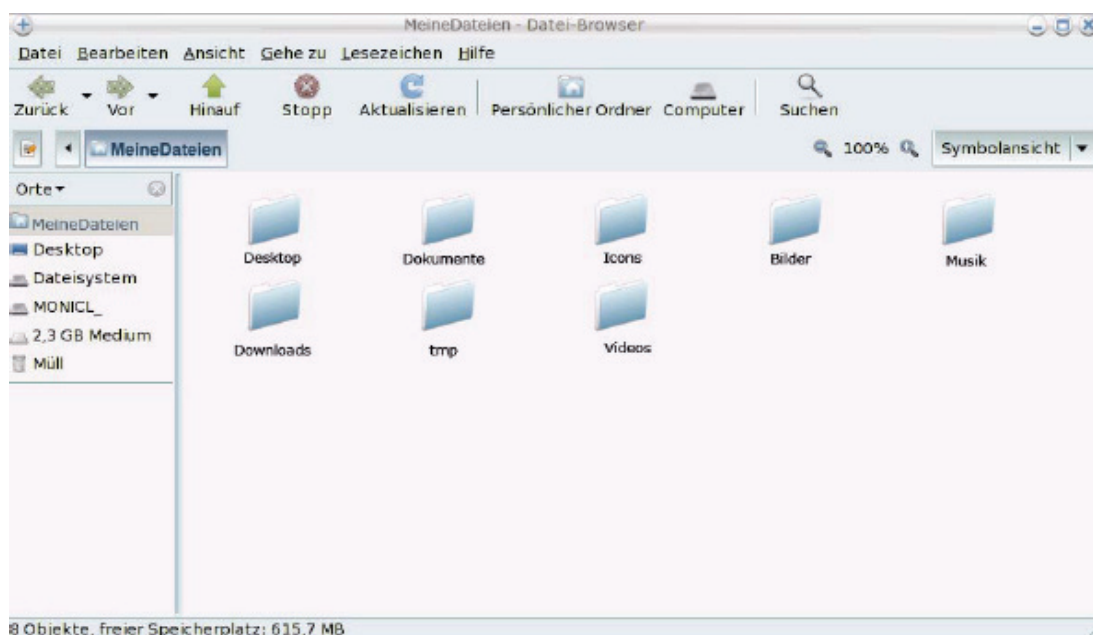 MeineDateien - Datei-Browser
Datei Bearbeiten Ansicht Gehe zu Lesezeichen Hilfe
Zurück Vor Hinauf Stopp Aktualisieren Persönlicher Ordner Computer Suchen
MeineDateien 100% Symbolansicht
Orte
MeineDateien
Desktop
Dateisystem
MONICL_
2,3 GB Medium
Müll
Desktop Dokumente Icons Bilder Musik
Downloads tmp Videos
8 Objekte, freier Speicherplatz: 615,7 MB